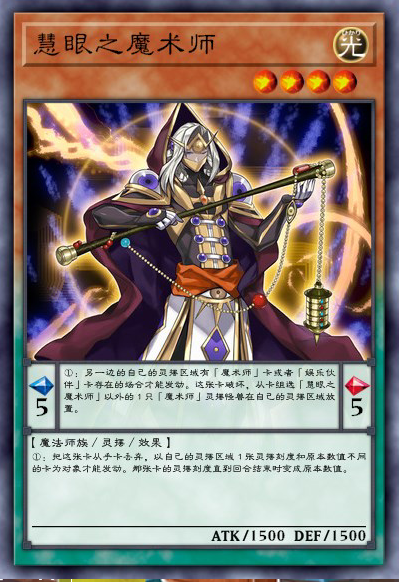 慧眼之魔术师
光
①：另一边的自己的灵摆区域有「魔术师」卡或者「娱乐伙
伴」卡存在的场合才能发动。这张卡破坏，从卡组选「慧眼之
魔术师」以外的1只「魔术师」灵摆怪兽在自己的灵摆区域放
置。
5
5
【魔法师族／灵摆／效果】
①：把这张卡从手卡丢弃，以自己的灵摆区域1张灵摆刻度和原本数值不同
的卡为对象才能发动。那张卡的灵摆刻度直到回合结束时变成原本数值。
ATK/1500 DEF/1500